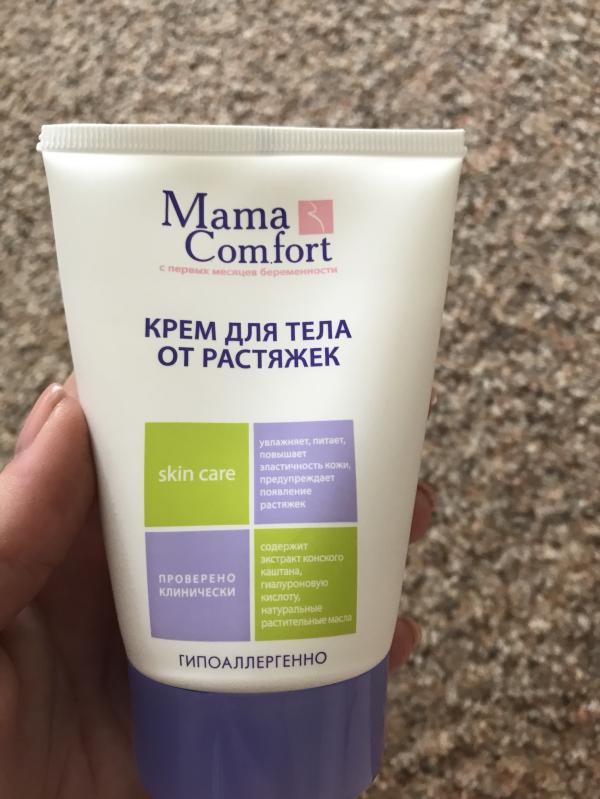 Mama
Comfort
с первых месяцев беременности
КРЕМ ДЛЯ ТЕЛА
ОТ РАСТЯЖЕК
skin care
увлажняет, питает,
повышает
эластичность кожи,
предупреждает
появление
растяжек
ПРОВЕРЕНО
КЛИНИЧЕСКИ
содержит
экстракт конского
каштана,
гиалуроновую
кислоту,
натуральные
растительные масла
ГИПОАЛЛЕРГЕННО